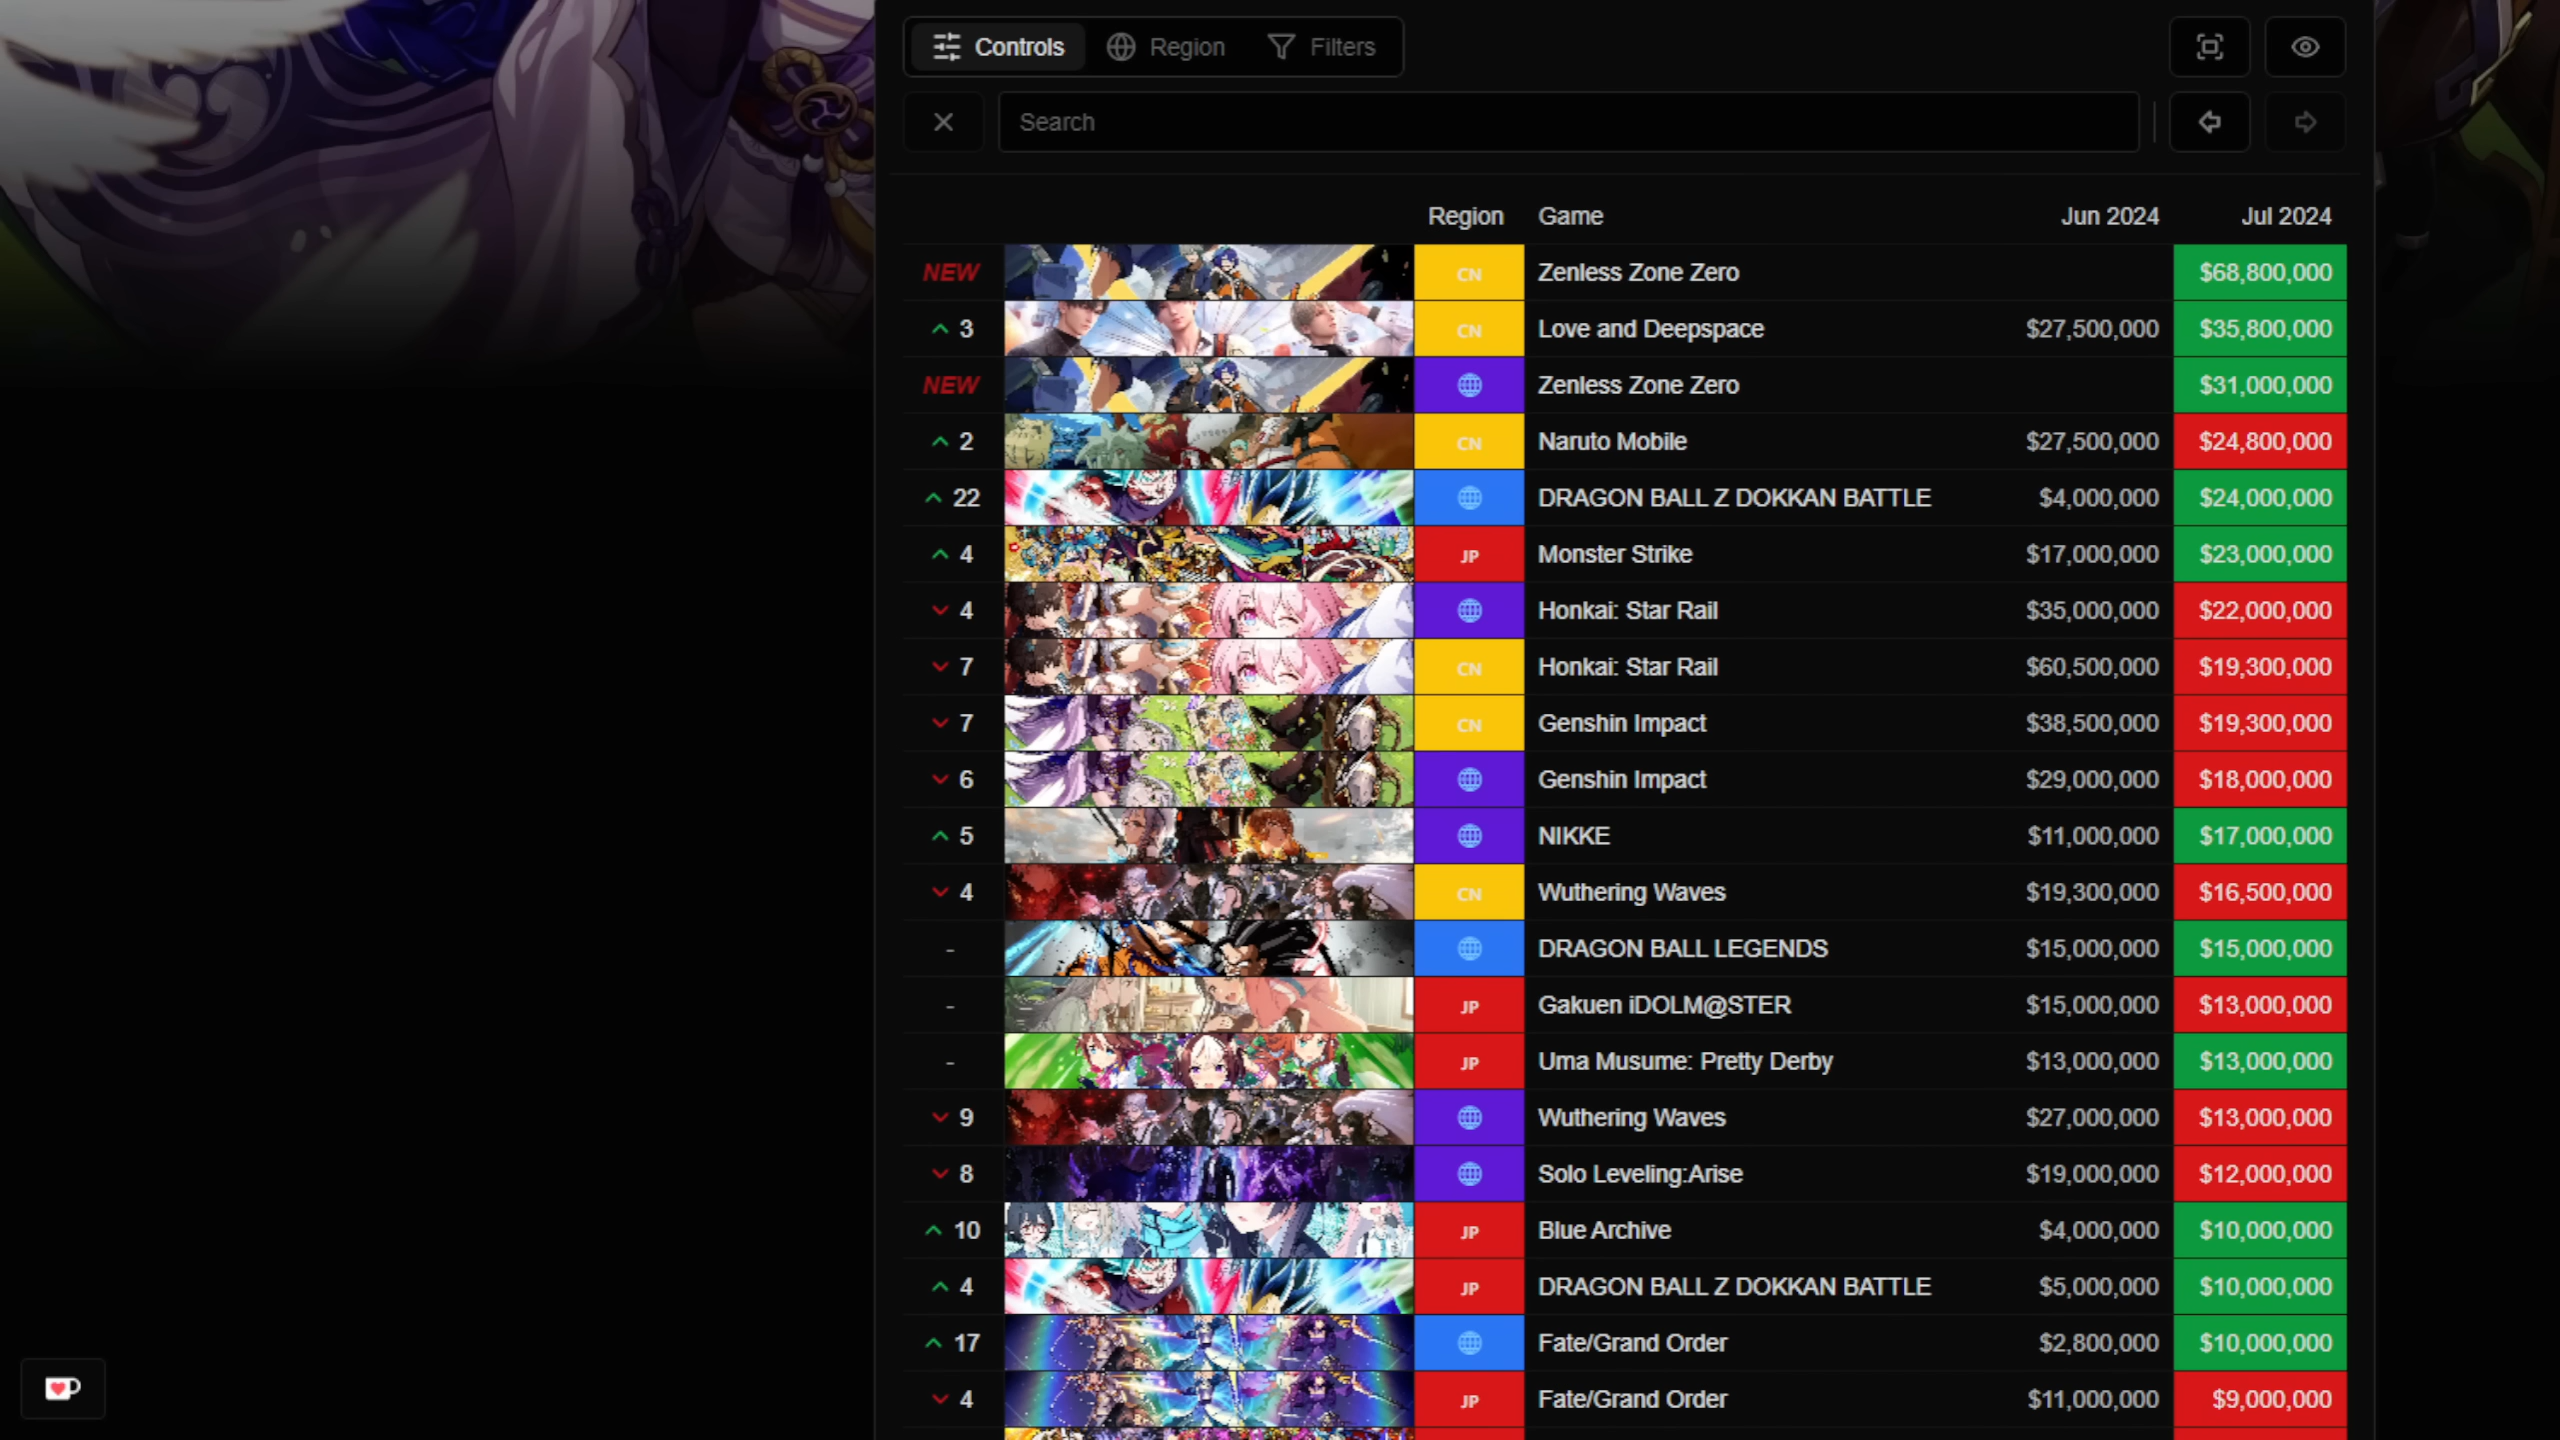 Controls Region Filters
Search
Region Game Jun 2024 Jul 2024
NEW CN Zenless Zone Zero $68,800,000
3 CN Love and Deepspace $27,500,000 $35,800,000
NEW Zenless Zone Zero $31,000,000
2 CN Naruto Mobile $27,500,000 $24,800,000
22 DRAGON BALL Z DOKKAN BATTLE $4,000,000 $24,000,000
4 JP Monster Strike $17,000,000 $23,000,000
4 Honkai: Star Rail $35,000,000 $22,000,000
7 CN Honkai: Star Rail $60,500,000 $19,300,000
7 CN Genshin Impact $38,500,000 $19,300,000
6 Genshin Impact $29,000,000 $18,000,000
5 NIKKE $11,000,000 $17,000,000
4 CN Wuthering Waves $19,300,000 $16,500,000
- DRAGON BALL LEGENDS $15,000,000 $15,000,000
- JP Gakuen iDOLM@STER $15,000,000 $13,000,000
- JP Uma Musume: Pretty Derby $13,000,000 $13,000,000
9 Wuthering Waves $27,000,000 $13,000,000
8 Solo Leveling:Arise $19,000,000 $12,000,000
10 JP Blue Archive $4,000,000 $10,000,000
4 JP DRAGON BALL Z DOKKAN BATTLE $5,000,000 $10,000,000
17 Fate/Grand Order $2,800,000 $10,000,000
4 JP Fate/Grand Order $11,000,000 $9,000,000